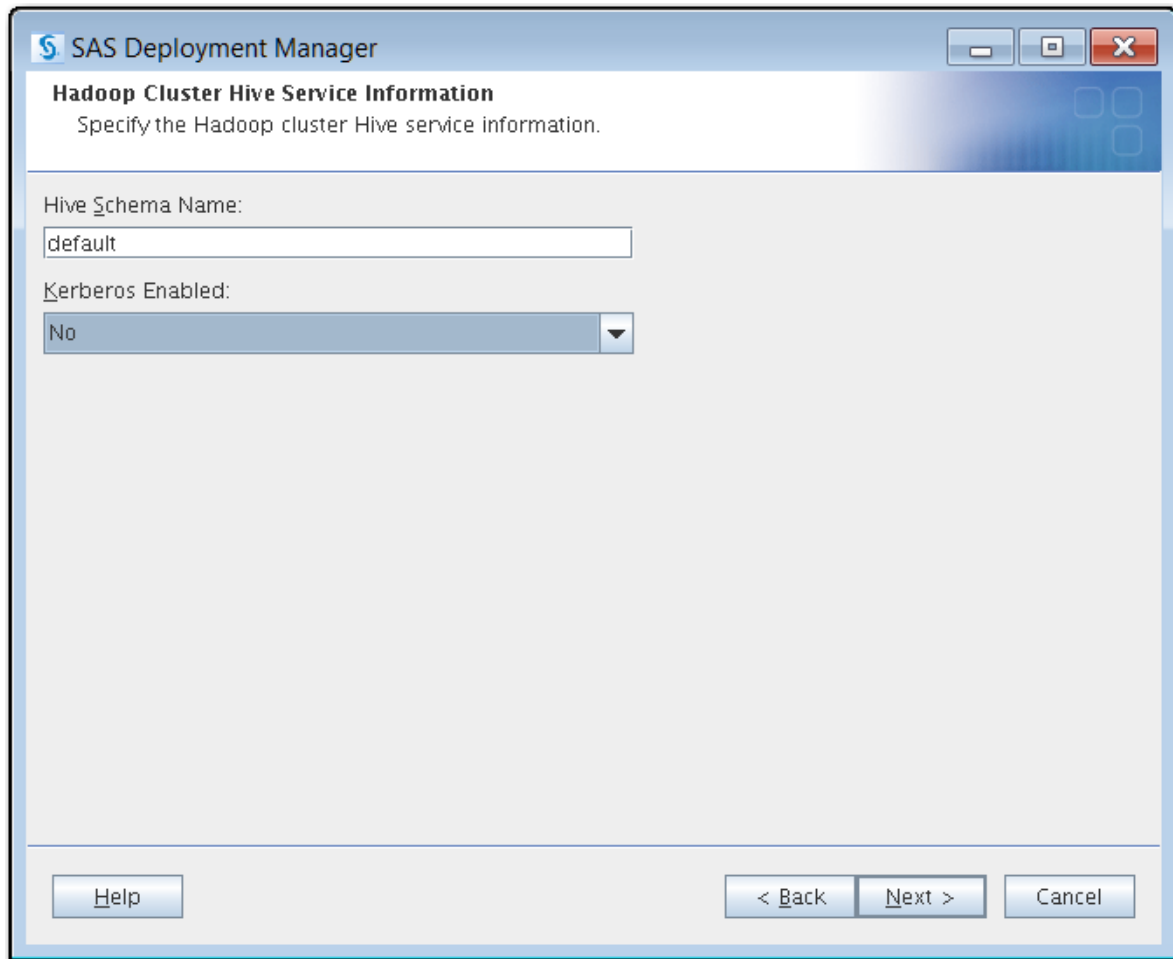 SAS Deployment Manager
Hadoop Cluster Hive Service Information
Specify the Hadoop cluster Hive service information.
Hive Schema Name:
default
Kerberos Enabled:
No
Help
< Back
Next >
Cancel